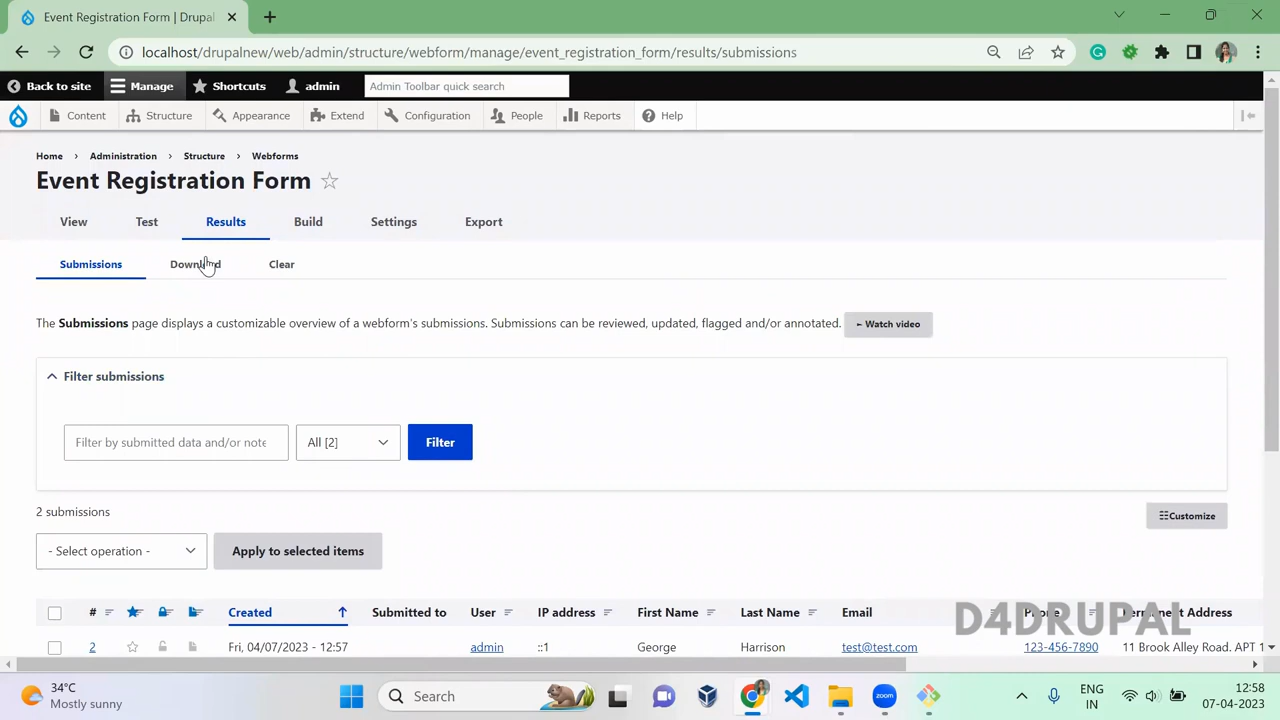 Event Registration Form | Drupal
localhost/drupalnew/web/admin/structure/webform/manage/event_registration_form/results/submissions
Back to site Manage Shortcuts admin Admin Toolbar quick search
Content Structure Appearance Extend Configuration People Reports Help
Home › Administration › Structure › Webforms
Event Registration Form
View Test Results Build Settings Export
Submissions Download Clear
The Submissions page displays a customizable overview of a webform's submissions. Submissions can be reviewed, updated, flagged and/or annotated. Watch video
Filter submissions
Filter by submitted data and/or note All [2] Filter
2 submissions
Customize
- Select operation - Apply to selected items
# Created Submitted to User IP address First Name Last Name Email Phone Permanent Address
D4DRUPAL
2 Fri, 04/07/2023 - 12:57 admin ::1 George Harrison test@test.com 123-456-7890 11 Brook Alley Road. APT 1
34°C
Mostly sunny
Search
zoom
ENG
IN
12:58
07-04-2023